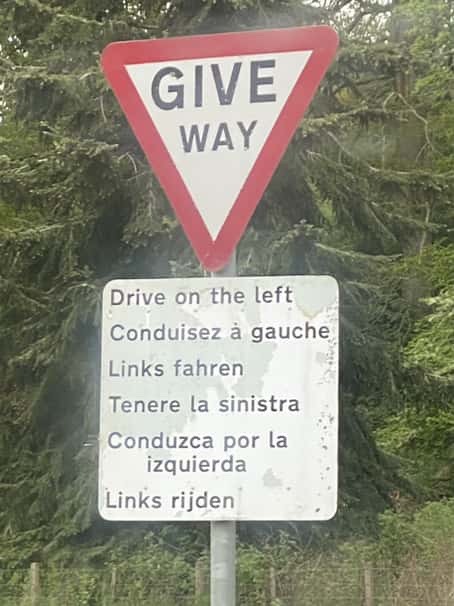 GIVE
WAY
Drive on the left
Conduisez à gauche
Links fahren
Tenere la sinistra
Conduzca por la
izquierda
Links rijden